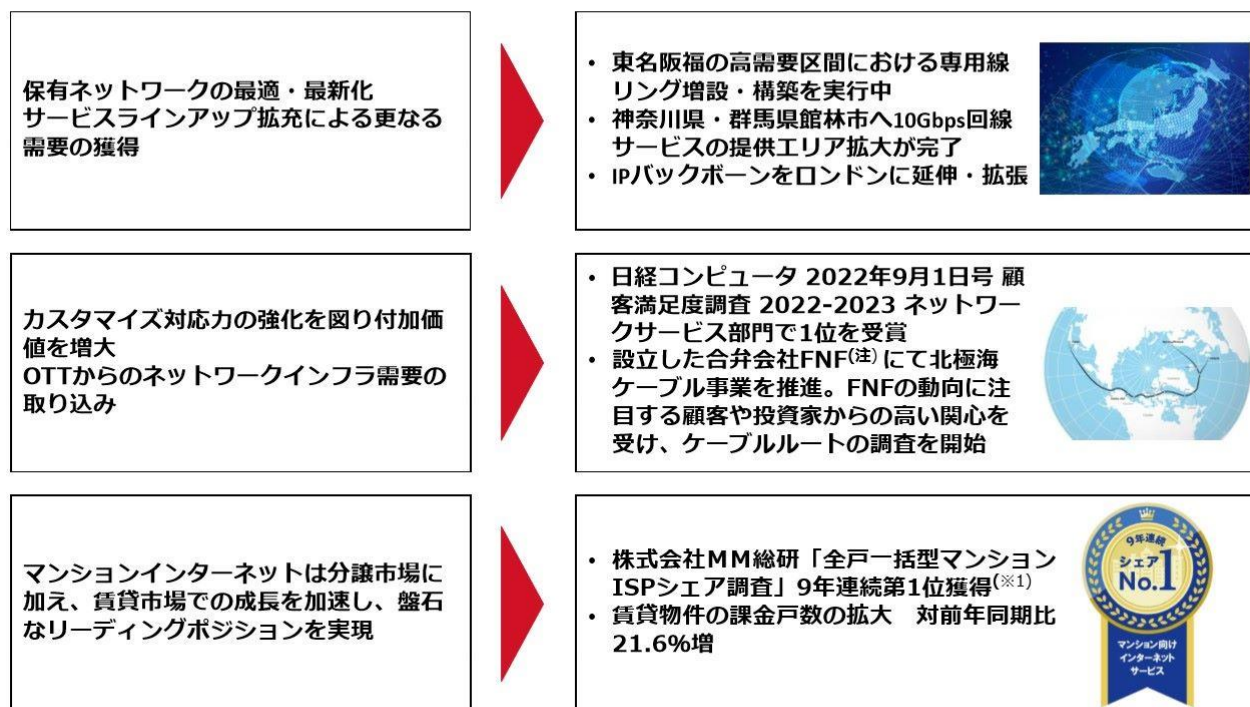 保有ネットワークの最適・最新化
サービスラインアップ拡充による更なる
需要の獲得
• 東名阪福の高需要区間における専用線
リング増設・構築を実行中
• 神奈川県・群馬県館林市へ10Gbps回線
サービスの提供エリア拡大が完了
• IPバックボーンをロンドンに延伸・拡張
カスタマイズ対応力の強化を図り付加価
値を増大
OTTからのネットワークインフラ需要の
取り込み
• 日経コンピュータ 2022年9月1日号 顧
客満足度調査 2022-2023 ネットワー
クサービス部門で1位を受賞
• 設立した合弁会社FNF(注)にて北極海
ケーブル事業を推進。FNFの動向に注
目する顧客や投資家からの高い関心を
受け、ケーブルルートの調査を開始
マンションインターネットは分譲市場に
加え、賃貸市場での成長を加速し、盤石
なリーディングポジションを実現
• 株式会社MM総研「全戸一括型マンション
ISPシェア調査」9年連続第1位獲得(※1)
• 賃貸物件の課金戸数の拡大　対前年同期比
21.6%増
9年連続
シェア
No.1
マンション向け
インターネット
サービス